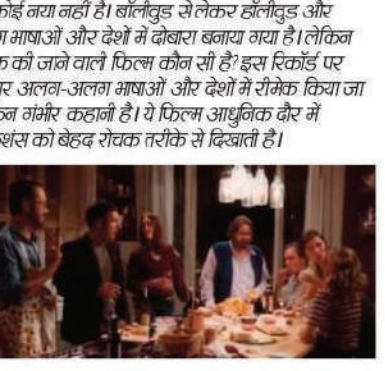 कोई नया नहीं है। बॉलीवुड से लेकर हॉलीवुड और
भाषाओं और देशों में दोबारा बनाया गया है। लेकिन
की जाने वाली फिल्म कौन सी है? इस रिकॉर्ड पर
अलग-अलग भाषाओं और देशों में रीमेक किया जा
गंभीर कहानी है। ये फिल्म आधुनिक दौर में
को बेहद रोचक तरीके से दिखाती है।